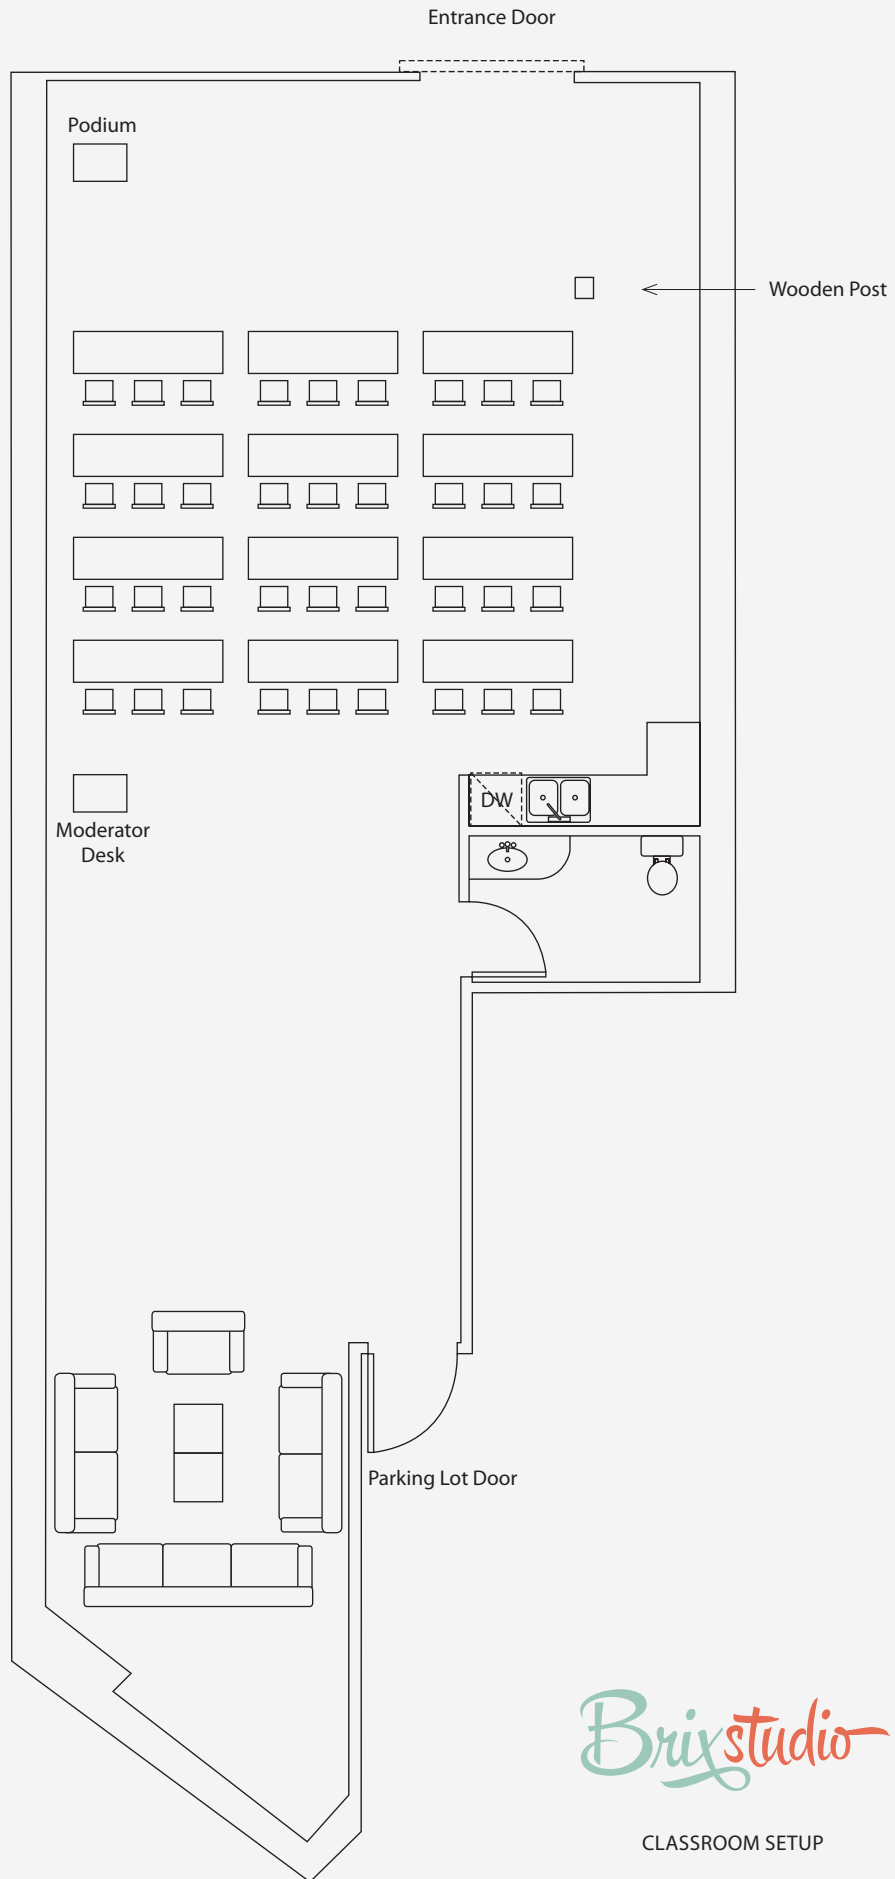 Entrance Door
Podium
Wooden Post
DW
Moderator
Desk
Parking Lot Door
Brixstudio
CLASSROOM SETUP